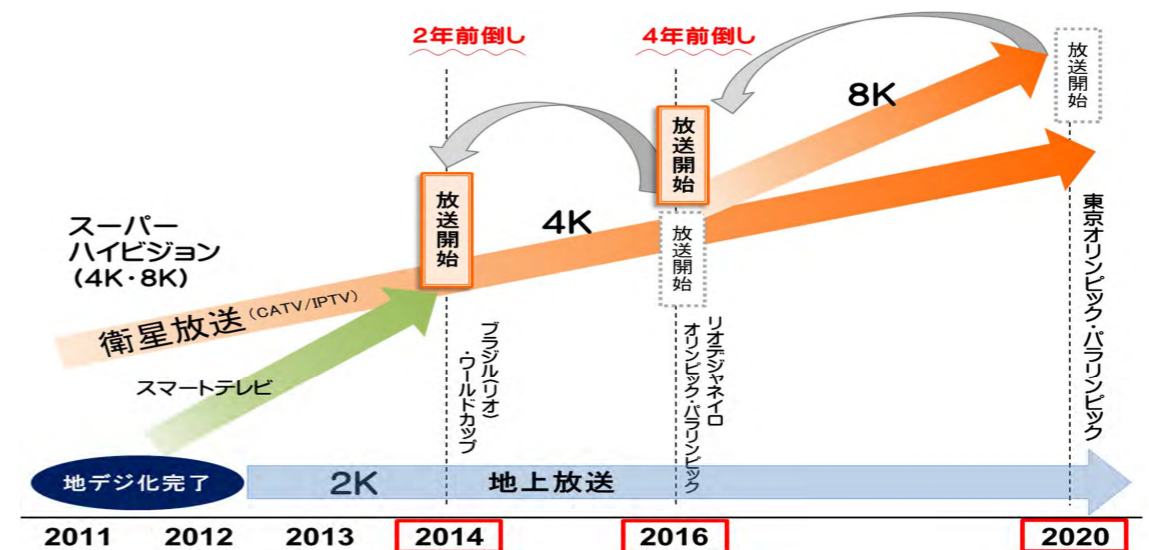 2年前倒し
4年前倒し
放送開始
8K
放送開始
放送開始
4K
放送開始
スーパー
ハイビジョン
(4K・8K)
衛星放送(CATV/IPTV)
スマートテレビ
ブラジル(リオ)
・ワールドカップ
リオデジャネイロ
オリンピック・パラリンピック
東京オリンピック・パラリンピック
地デジ化完了
2K
地上放送
2011
2012
2013
2014
2016
2020